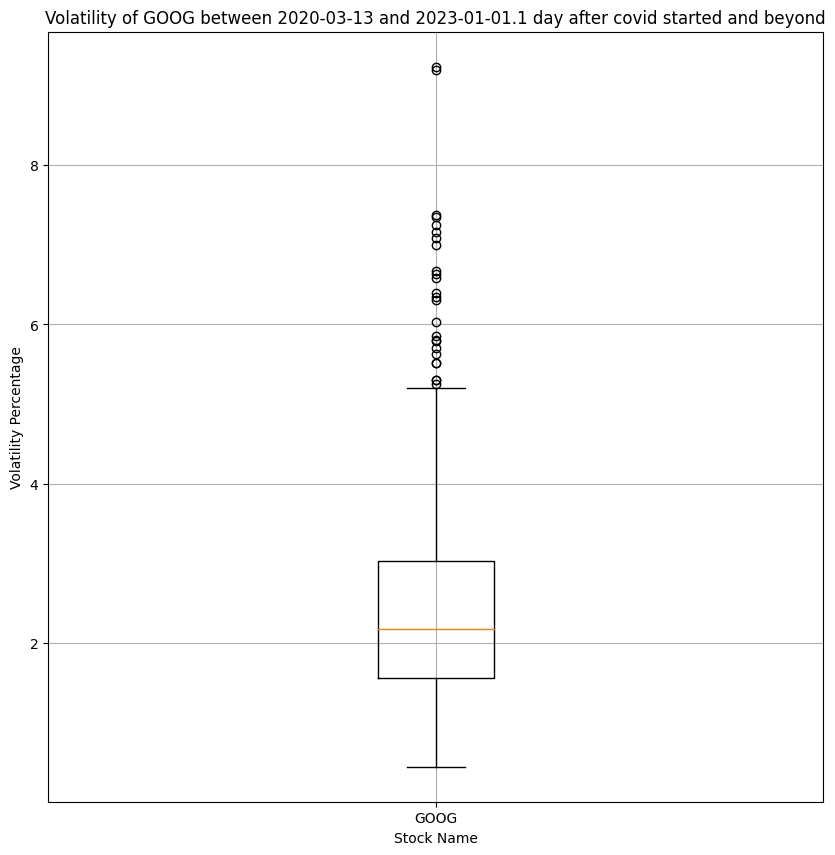 Volatility of GOOG between 2020-03-13 and 2023-01-01.1 day after covid started and beyond
8
6
4
2
Volatility Percentage
GOOG
Stock Name